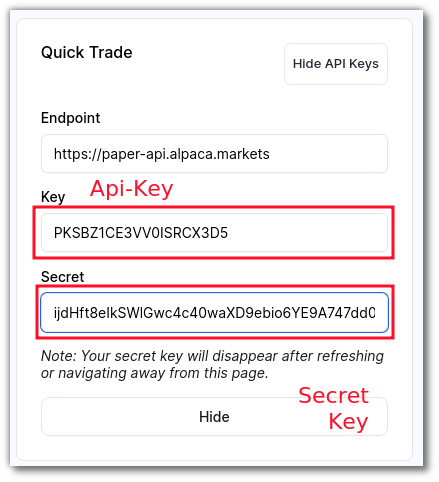 Quick Trade
Hide API Keys
Endpoint
https://paper-api.alpaca.markets
Api-Key
Key
PKSBZ1CE3VV0ISRCX3D5
Secret
ijdHft8eIkSWlGwc4c40waXD9ebio6YE9A747dd0
Note: Your secret key will disappear after refreshing
or navigating away from this page.
Secret
Key
Hide